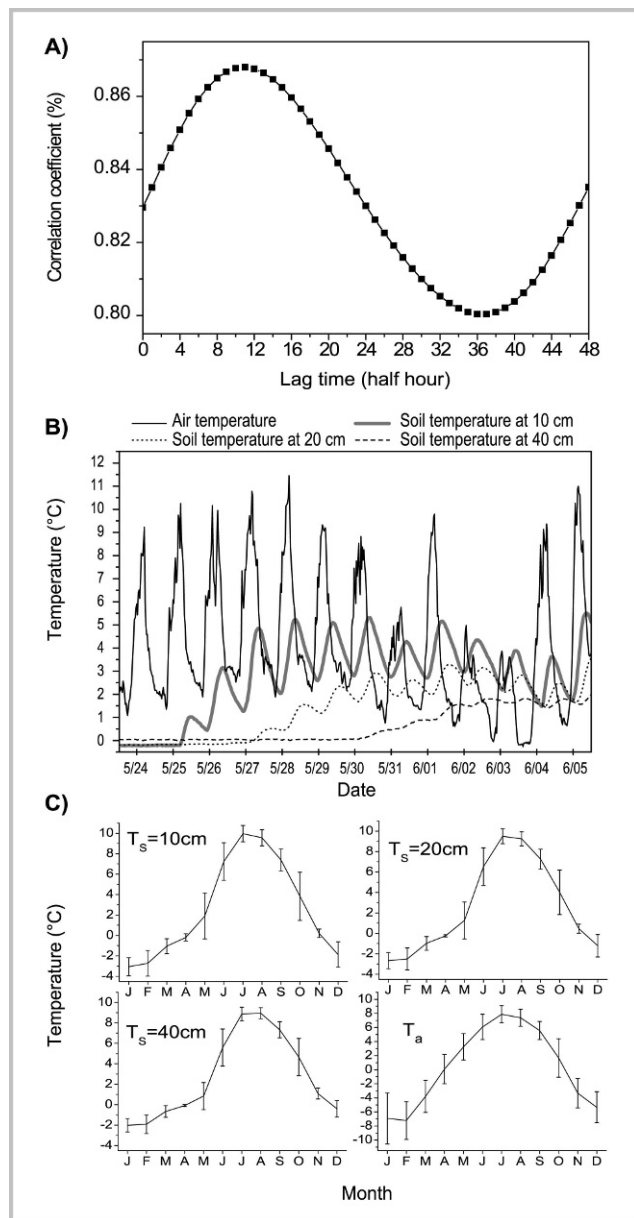 A)
Correlation coefficient (%)
0.86
0.84
0.82
0.80
0 4 8 12 16 20 24 28 32 36 40 44 48
Lag time (half hour)
B)
Air temperature
Soil temperature at 10 cm
Soil temperature at 20 cm
Soil temperature at 40 cm
Temperature (°C)
12
11
10
9
8
7
6
5
4
3
2
1
0
5/24 5/25 5/26 5/27 5/28 5/29 5/30 5/31 6/01 6/02 6/03 6/04 6/05
Date
C)
Temperature (°C)
Ts=10cm
10
8
6
4
2
0
-2
-4
J F M A M J J A S O N D
Ts=20cm
10
8
6
4
2
0
-2
-4
J F M A M J J A S O N D
Ts=40cm
10
8
6
4
2
0
-2
-4
J F M A M J J A S O N D
Ta
8
6
4
2
0
-2
-4
-6
-8
-10
J F M A M J J A S O N D
Month